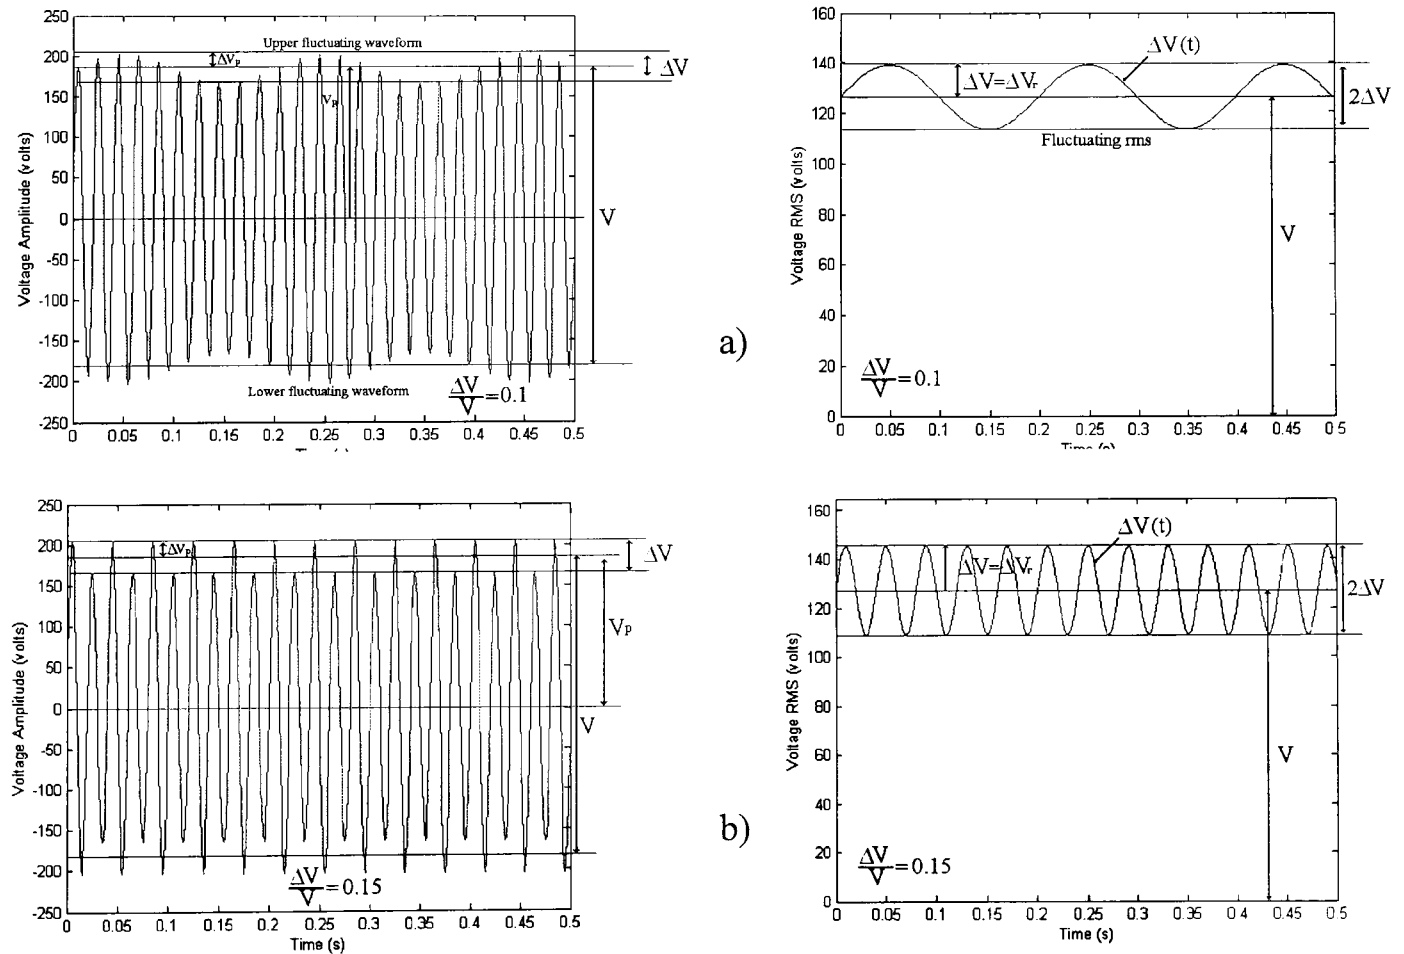 250
200
150
100
50
0
-50
-100
-150
-200
-250
Voltage Amplitude (volts)
Upper fluctuating waveform
ΔVp
ΔV
Vp
V
Lower fluctuating waveform
ΔV/V=0.1
0 0.05 0.1 0.15 0.2 0.25 0.3 0.35 0.4 0.45 0.5
a)
160
140
120
100
80
60
40
20
0
Voltage RMS (volts)
ΔV(t)
ΔV=ΔVr
2ΔV
Fluctuating rms
V
ΔV/V=0.1
0 0.05 0.1 0.15 0.2 0.25 0.3 0.35 0.4 0.45 0.5
Time (s)
250
200
150
100
50
0
-50
-100
-150
-200
-250
Voltage Amplitude (volts)
ΔVp
ΔV
Vp
V
ΔV/V=0.15
0 0.05 0.1 0.15 0.2 0.25 0.3 0.35 0.4 0.45 0.5
Time (s)
b)
160
140
120
100
80
60
40
20
0
Voltage RMS (volts)
ΔV(t)
ΔV=ΔVr
2ΔV
V
ΔV/V=0.15
0 0.05 0.1 0.15 0.2 0.25 0.3 0.35 0.4 0.45 0.5
Time (s)